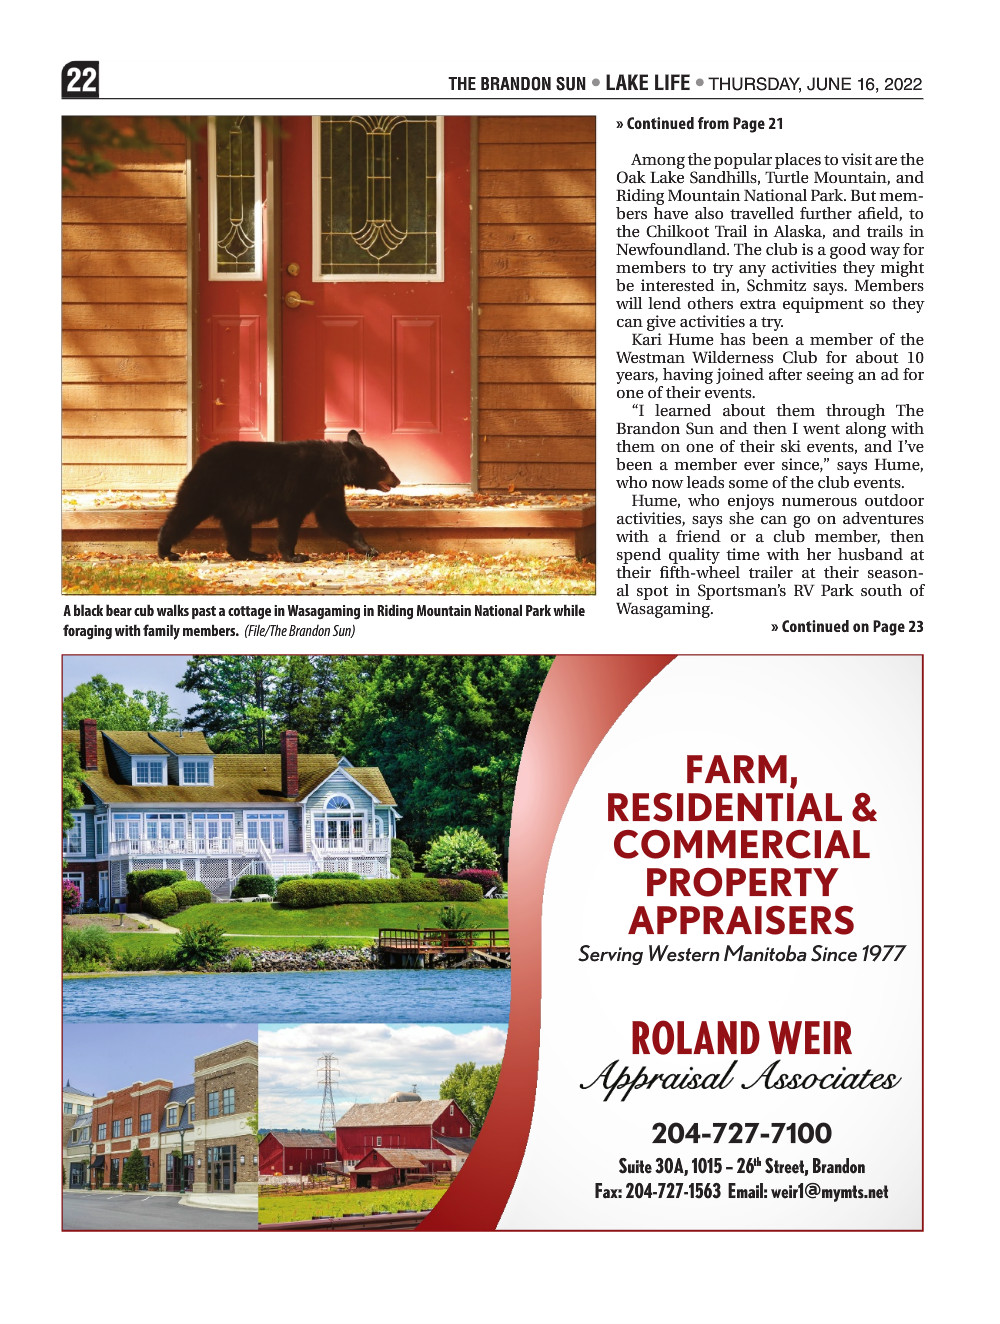 22
THE BRANDON SUN • LAKE LIFE • THURSDAY, JUNE 16, 2022
» Continued from Page 21
Among the popular places to visit are the
Oak Lake Sandhills, Turtle Mountain, and
Riding Mountain National Park. But mem-
bers have also travelled further afield, to
the Chilkoot Trail in Alaska, and trails in
Newfoundland. The club is a good way for
members to try any activities they might
be interested in, Schmitz says. Members
will lend others extra equipment so they
can give activities a try.
Kari Hume has been a member of the
Westman Wilderness Club for about 10
years, having joined after seeing an ad for
one of their events.
“I learned about them through The
Brandon Sun and then I went along with
them on one of their ski events, and I’ve
been a member ever since,” says Hume,
who now leads some of the club events.
Hume, who enjoys numerous outdoor
activities, says she can go on adventures
with a friend or a club member, then
spend quality time with her husband at
their fifth-wheel trailer at their season-
al spot in Sportsman’s RV Park south of
Wasagaming.
» Continued on Page 23
A black bear cub walks past a cottage in Wasagaming in Riding Mountain National Park while
foraging with family members. (File/The Brandon Sun)
FARM,
RESIDENTIAL &
COMMERCIAL
PROPERTY
APPRAISERS
Serving Western Manitoba Since 1977
ROLAND WEIR
Appraisal Associates
204-727-7100
Suite 30A, 1015 – 26th Street, Brandon
Fax: 204-727-1563 Email: weir1@mymts.net